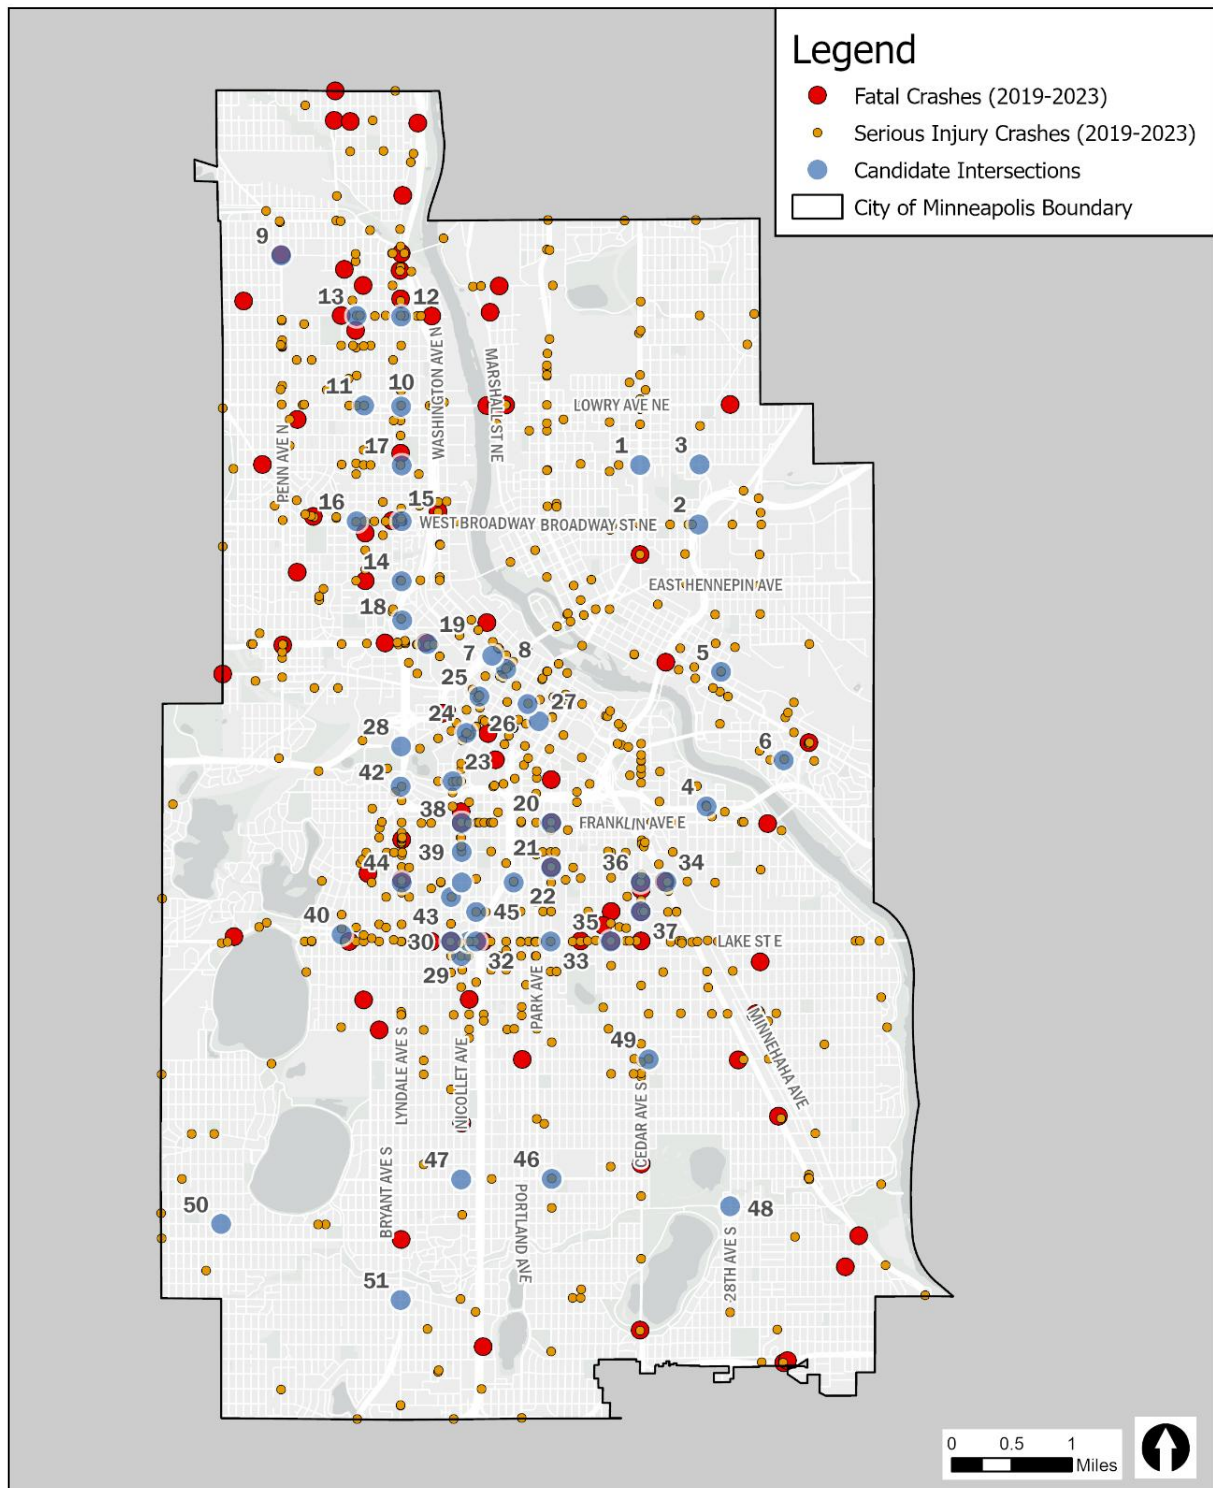 Legend
Fatal Crashes (2019-2023)
Serious Injury Crashes (2019-2023)
Candidate Intersections
City of Minneapolis Boundary
9
13
12
WASHINGTON AVE N
MARSHALL ST NE
11
10
LOWRY AVE NE
PENN AVE N
17
1
3
16
15
WEST BROADWAY
BROADWAY ST NE
2
14
EAST HENNEPIN AVE
18
19
7
8
5
25
24
26
27
28
6
23
42
4
38
20
FRANKLIN AVE E
39
21
44
36
34
22
40
43
45
35
37
30
32
33
LAKE ST E
29
PARK AVE
MINNEHAHA AVE
49
LYNDALE AVE S
NICOLLET AVE
CEDAR AVE S
47
46
BRYANT AVE S
PORTLAND AVE
50
48
28TH AVE S
51
0 0.5 1
Miles